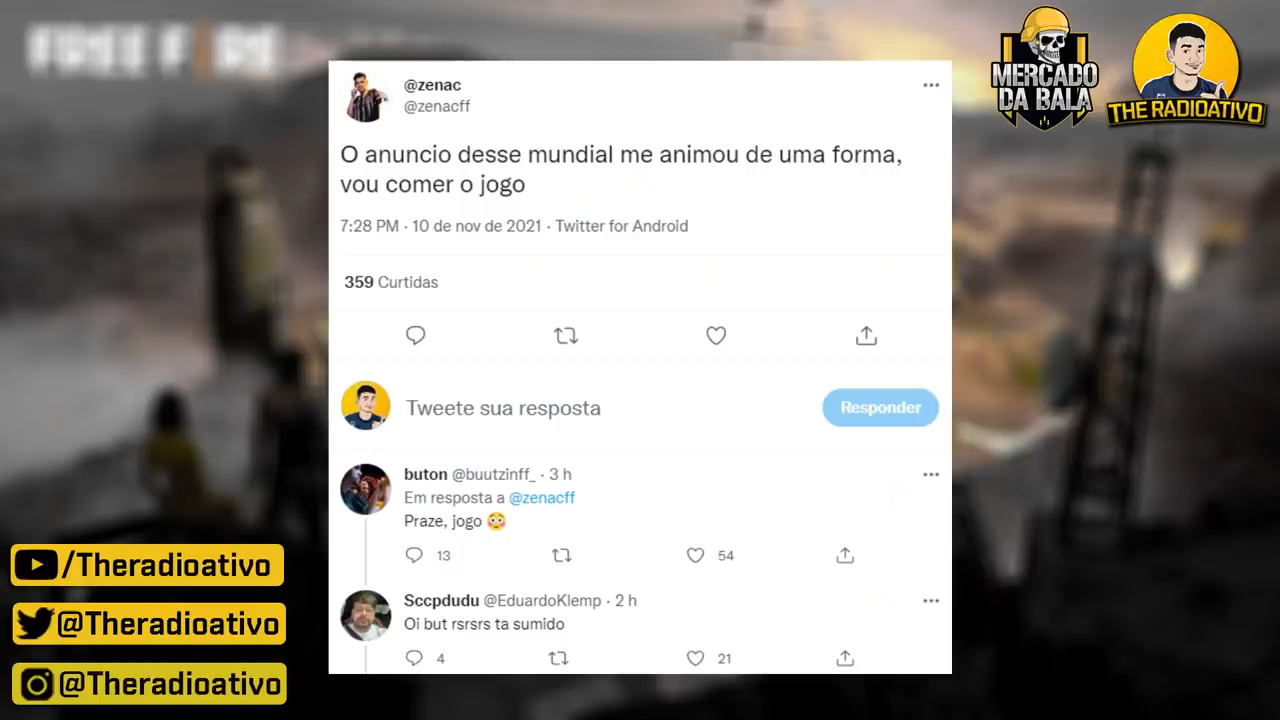 FREE FIRE
MERCADO
DA BALA
THE RADIOATIVO
@zenac
@zenacff
O anuncio desse mundial me animou de uma forma,
vou comer o jogo
7:28 PM · 10 de nov de 2021 · Twitter for Android
359 Curtidas
Tweete sua resposta
Responder
buton @buutzinff_ · 3 h
Em resposta a @zenacff
Praze, jogo 😳
13
54
Sccpdudu @EduardoKlemp · 2 h
Oi but rsrsrs ta sumido
4
21
/Theradioativo
@Theradioativo
@Theradioativo